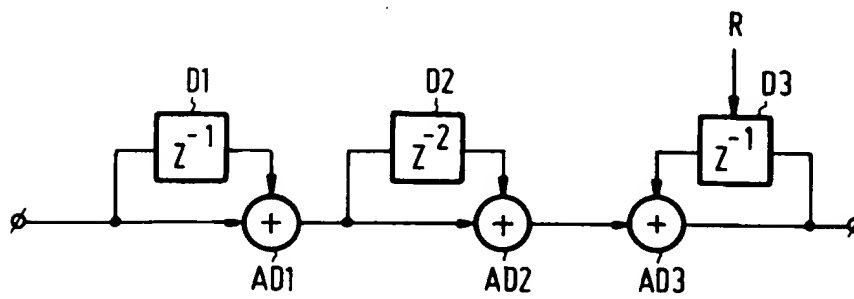 R
D1
D2
D3
z⁻¹
z⁻²
z⁻¹
+
+
+
AD1
AD2
AD3